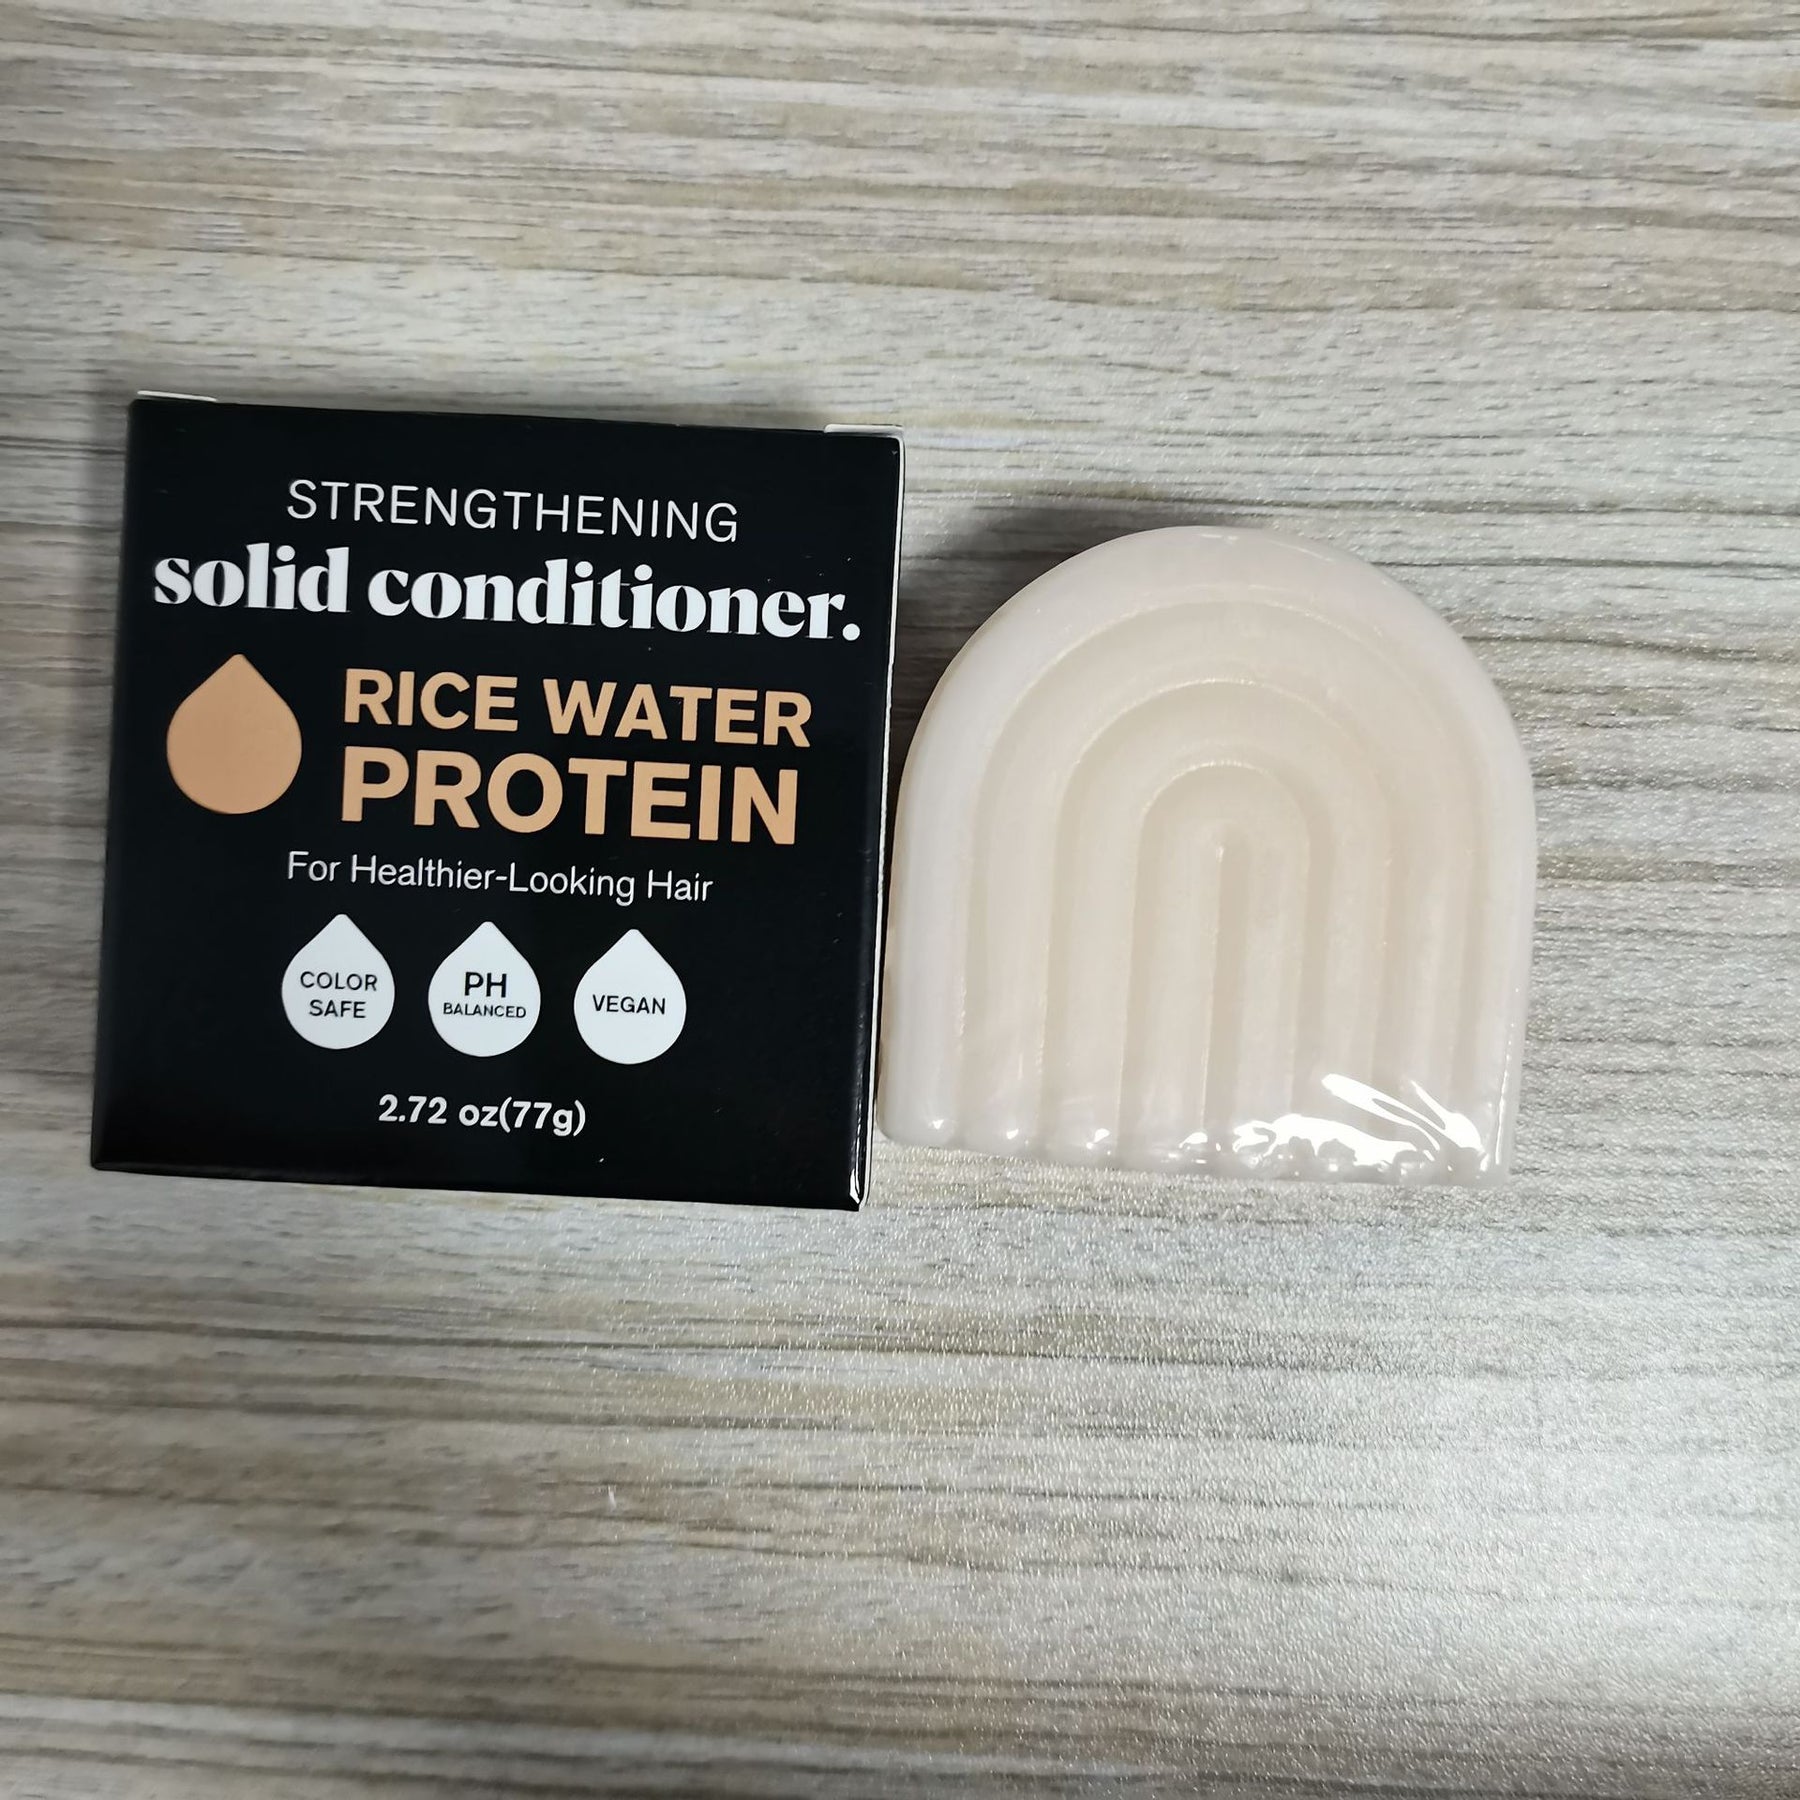 STRENGTHENING
solid conditioner.
RICE WATER
PROTEIN
For Healthier-Looking Hair
COLOR
SAFE
PH
BALANCED
VEGAN
2.72 oz(77g)